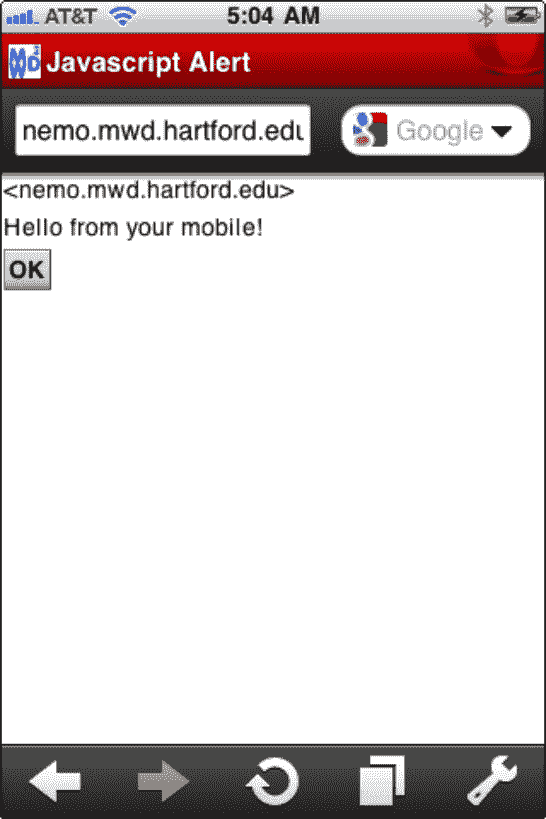 AT&T 5:04 AM
MWD Javascript Alert
nemo.mwd.hartford.edu Google
<nemo.mwd.hartford.edu>
Hello from your mobile!
OK